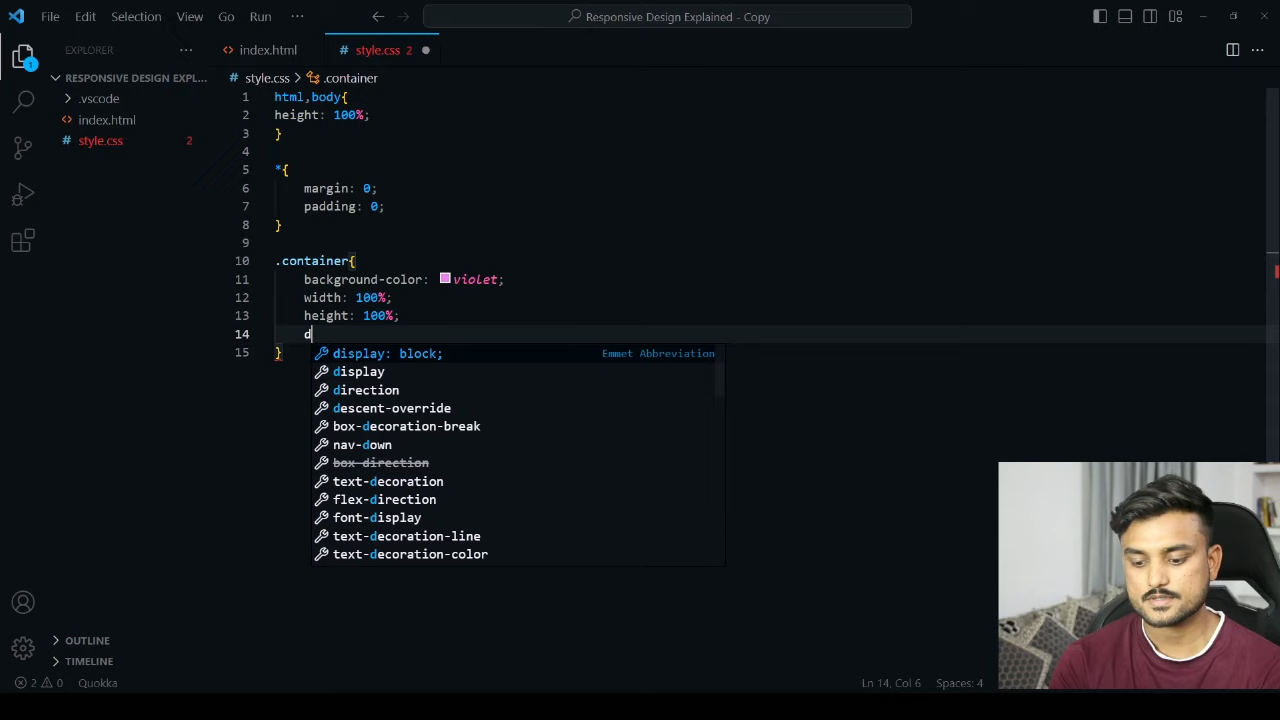 File Edit Selection View Go Run ··· Responsive Design Explained - Copy
EXPLORER ··· index.html style.css 2
RESPONSIVE DESIGN EXPL... style.css > .container
.vscode
index.html
style.css 2
1 html,body{
2 height: 100%;
3 }
4
5 *{
6 margin: 0;
7 padding: 0;
8 }
9
10 .container{
11 background-color: violet;
12 width: 100%;
13 height: 100%;
14 d
15 }
display: block; Emmet Abbreviation
display
direction
descent-override
box-decoration-break
nav-down
box-direction
text-decoration
flex-direction
font-display
text-decoration-line
text-decoration-color
1
OUTLINE
TIMELINE
2 0 Quokka Ln 14, Col 6 Spaces: 4